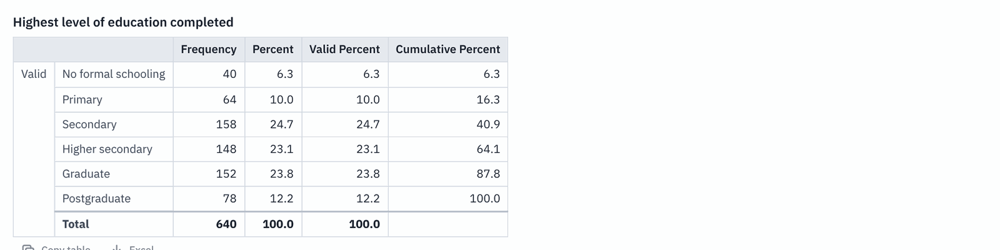 Highest level of education completed
Frequency Percent Valid Percent Cumulative Percent
Valid No formal schooling 40 6.3 6.3 6.3
Primary 64 10.0 10.0 16.3
Secondary 158 24.7 24.7 40.9
Higher secondary 148 23.1 23.1 64.1
Graduate 152 23.8 23.8 87.8
Postgraduate 78 12.2 12.2 100.0
Total 640 100.0 100.0
Copy table Excel